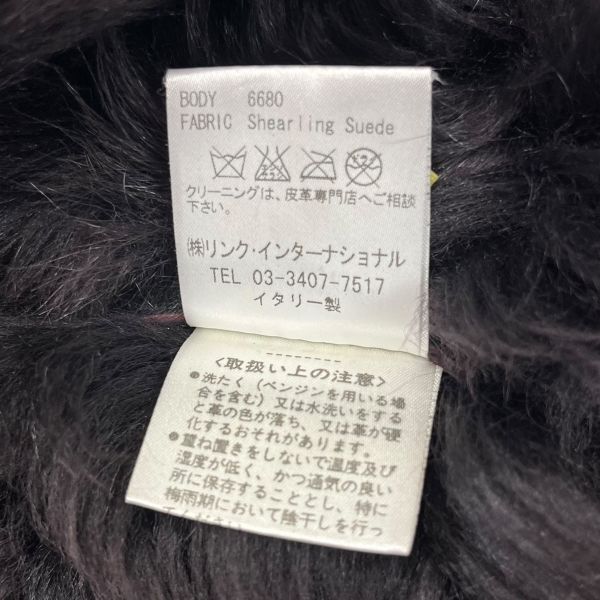 BODY 6680
FABRIC Shearling Suede
クリーニングは、皮革専門店へご相談
下さい。
㈱リンク・インターナショナル
TEL 03-3407-7517
イタリー製
<取扱い上の注意>
●洗たく（ベンジンを用いる場
合を含む）又は水洗いをする
と革の色が落ち、又は革が硬
化するおそれがあります。
●重ね置きをしないで温度及び
湿度が低く、かつ通気の良い
所に保存することとし、特に
梅雨期において陰干しを行っ
てください。